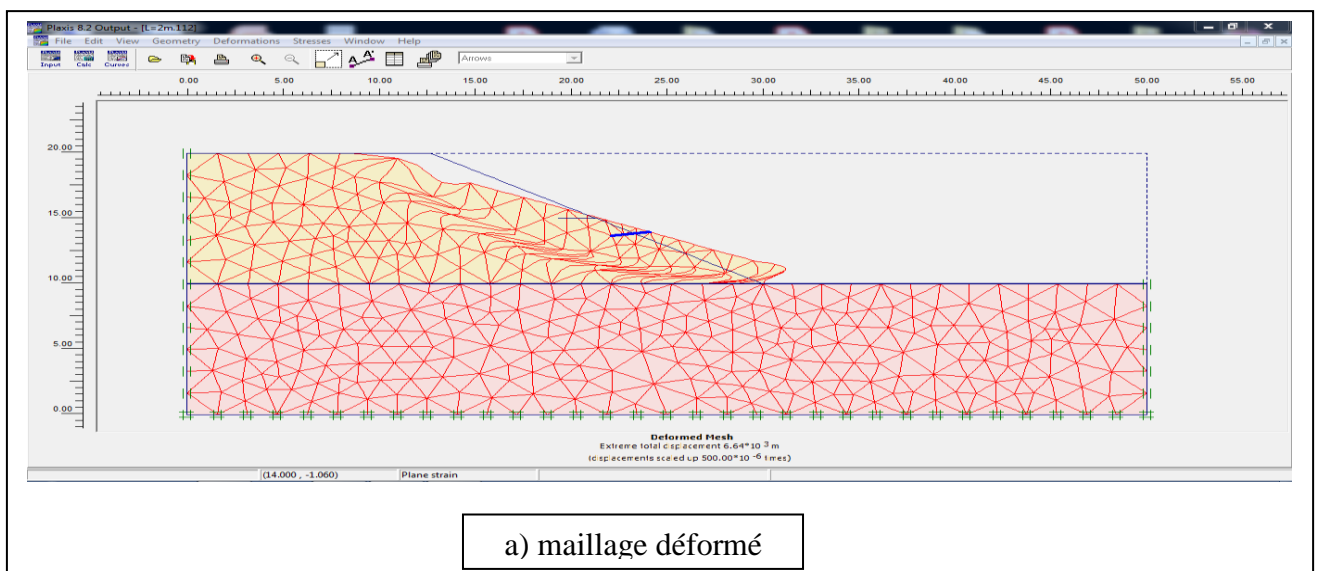 Plaxis 8.2 Output - [L=2m.112]
File Edit View Geometry Deformations Stresses Window Help
Input Calc Curves Arrows
0.00 5.00 10.00 15.00 20.00 25.00 30.00 35.00 40.00 45.00 50.00 55.00
20.00
15.00
10.00
5.00
0.00
Deformed Mesh
Extreme total displacement 6.64*10 3 m
(displacements scaled up 500.00*10 -6 times)
(14.000 , -1.060) Plane strain
a) maillage déformé